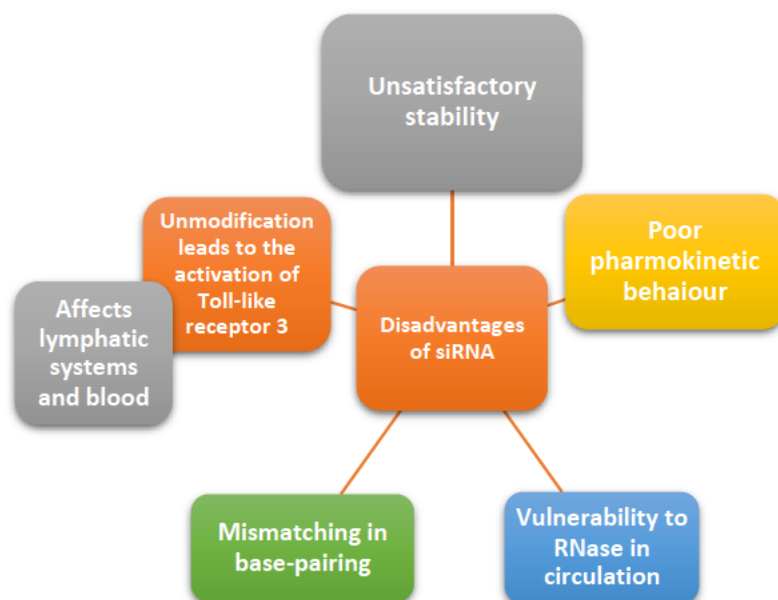 Unsatisfactory
stability
Unmodification
leads to the
activation of
Toll-like
receptor 3
Poor
pharmokinetic
behaiour
Affects
lymphatic
systems
and blood
Disadvantages
of siRNA
Mismatching in
base-pairing
Vulnerability to
RNase in
circulation